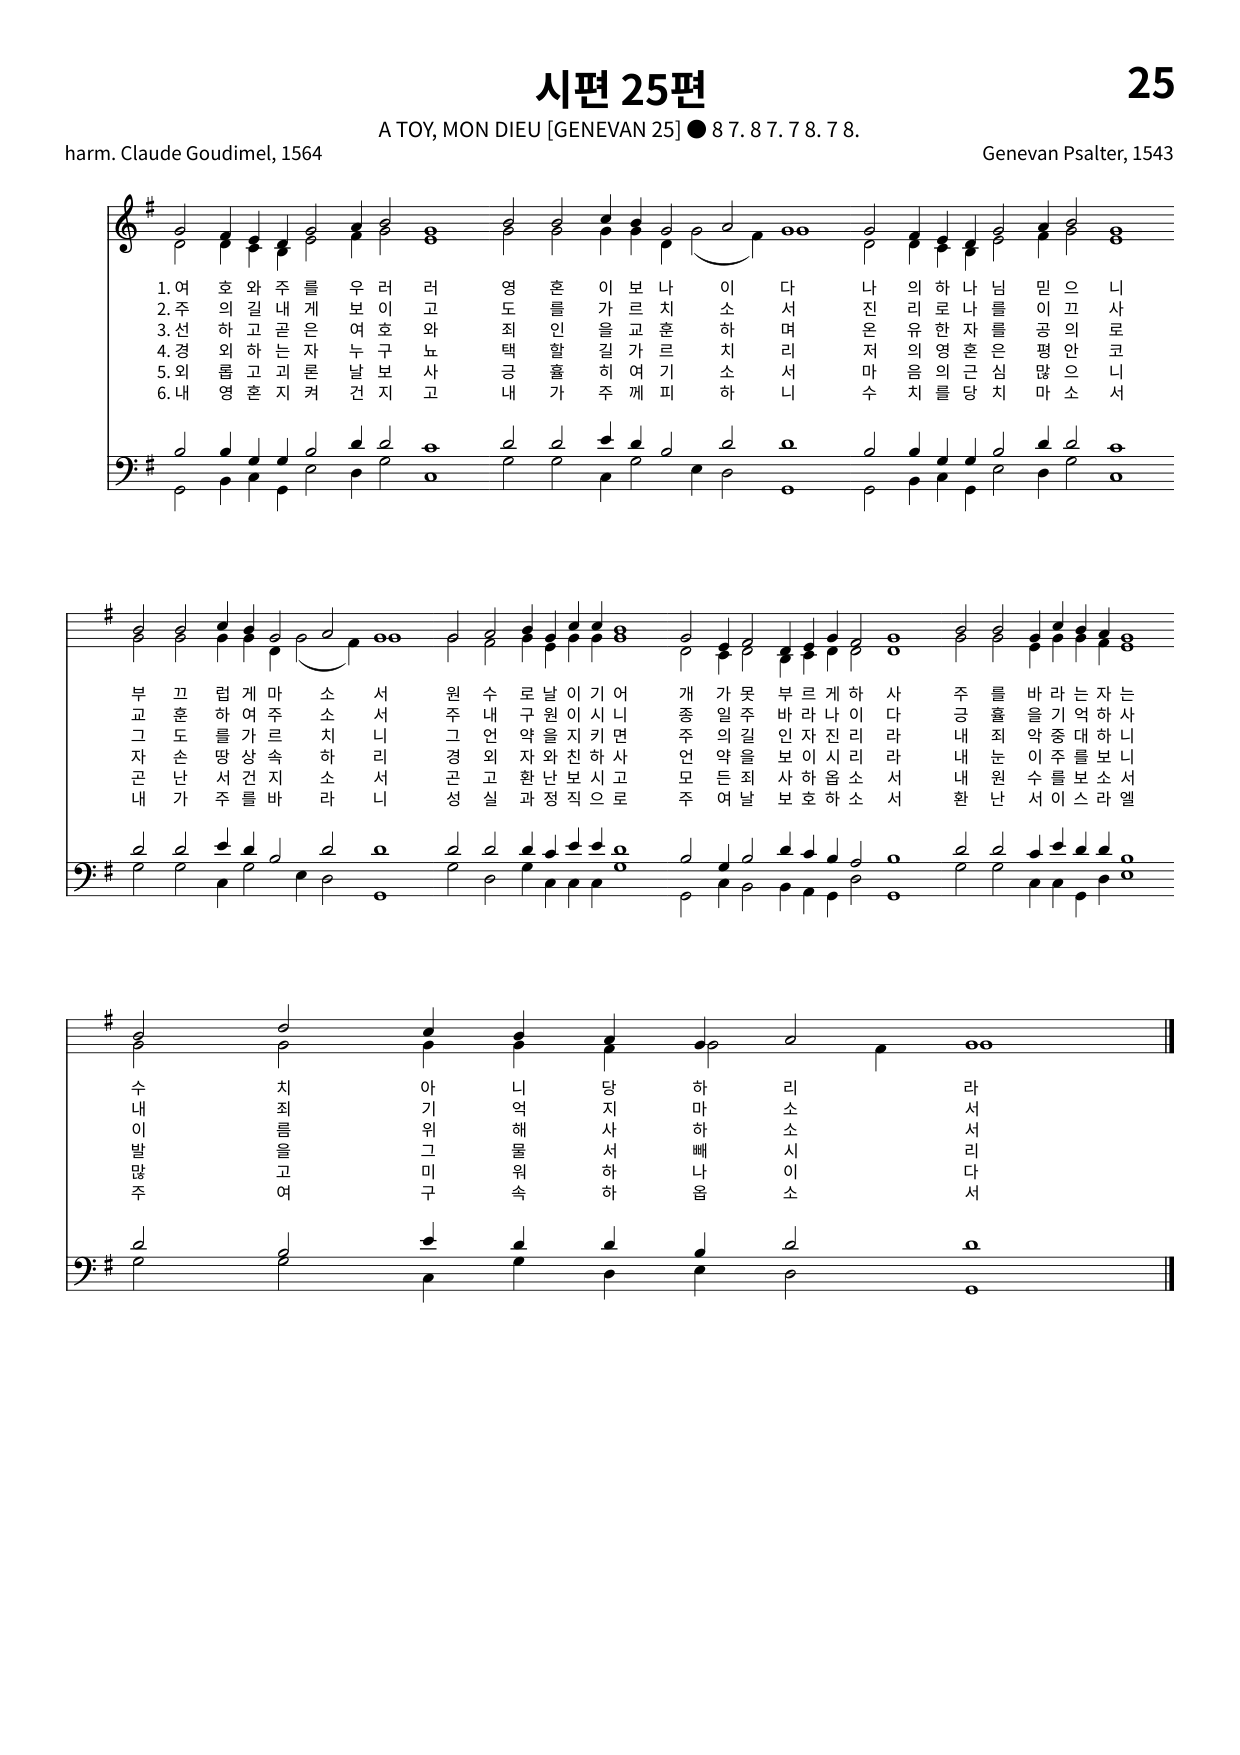 시편 25편
25
A TOY, MON DIEU [GENEVAN 25] ● 8 7. 8 7. 7 8. 7 8.
harm. Claude Goudimel, 1564
Genevan Psalter, 1543
1. 여 호 와 주 를 우 러 러 영 혼 이 보 나 이 다 나 의 하 나 님 믿 으 니
2. 주 의 길 내 게 보 이 고 도 를 가 르 치 소 서 진 리 로 나 를 이 끄 사
3. 선 하 고 곧 은 여 호 와 죄 인 을 교 훈 하 며 온 유 한 자 를 공 의 로
4. 경 외 하 는 자 누 구 뇨 택 할 길 가 르 치 리 저 의 영 혼 은 평 안 코
5. 외 롭 고 괴 론 날 보 사 긍 휼 히 여 기 소 서 마 음 의 근 심 많 으 니
6. 내 영 혼 지 켜 건 지 고 내 가 주 께 피 하 니 수 치 를 당 치 마 소 서
부 끄 럽 게 마 소 서 원 수 로 날 이 기 어 개 가 못 부 르 게 하 사 주 를 바 라 는 자 는
교 훈 하 여 주 소 서 주 내 구 원 이 시 니 종 일 주 바 라 나 이 다 긍 휼 을 기 억 하 사
그 도 를 가 르 치 니 그 언 약 을 지 키 면 주 의 길 인 자 진 리 라 내 죄 악 중 대 하 니
자 손 땅 상 속 하 리 경 외 자 와 친 하 사 언 약 을 보 이 시 리 라 내 눈 이 주 를 보 니
곤 난 서 건 지 소 서 곤 고 환 난 보 시 고 모 든 죄 사 하 옵 소 서 내 원 수 를 보 소 서
내 가 주 를 바 라 니 성 실 과 정 직 으 로 주 여 날 보 호 하 소 서 환 난 서 이 스 라 엘
수 치 아 니 당 하 리 라
내 죄 기 억 지 마 소 서
이 름 위 해 사 하 소 서
발 을 그 물 서 빼 시 리
많 고 미 워 하 나 이 다
주 여 구 속 하 옵 소 서